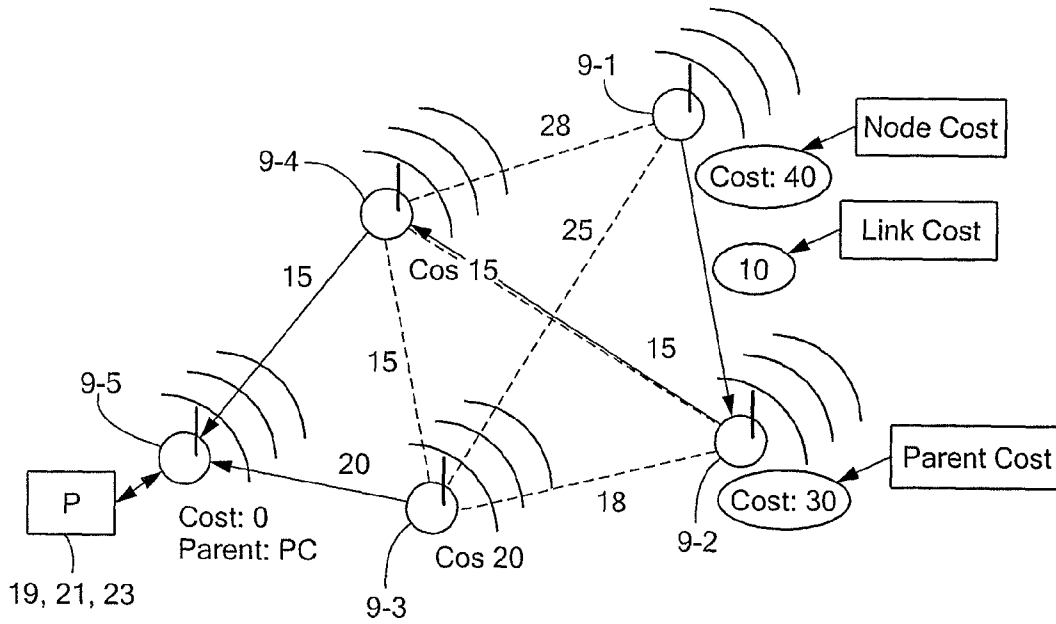 9-1
Node Cost
28
9-4
Cost: 40
25
Link Cost
Cos 15
10
15
15
15
9-5
20
Parent Cost
P
Cost: 0
Parent: PC
18
Cost: 30
Cos 20
9-2
19, 21, 23
9-3